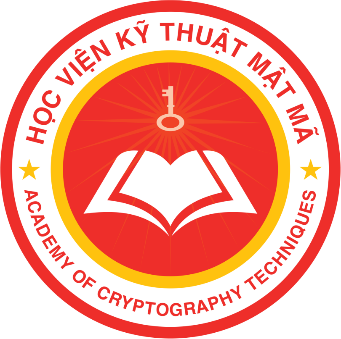 HỌC VIỆN KỸ THUẬT MẬT MÃ
ACADEMY OF CRYPTOGRAPHY TECHNIQUES